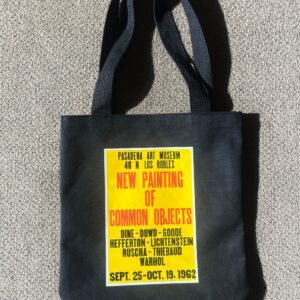 PASADENA ART MUSEUM
46 N LOS ROBLES
NEW PAINTING
OF
COMMON OBJECTS
DINE - DOWD - GOODE
HEFFERTON - LICHTENSTEIN
RUSCHA - THIEBAUD
WARHOL
SEPT. 25 - OCT. 19, 1962